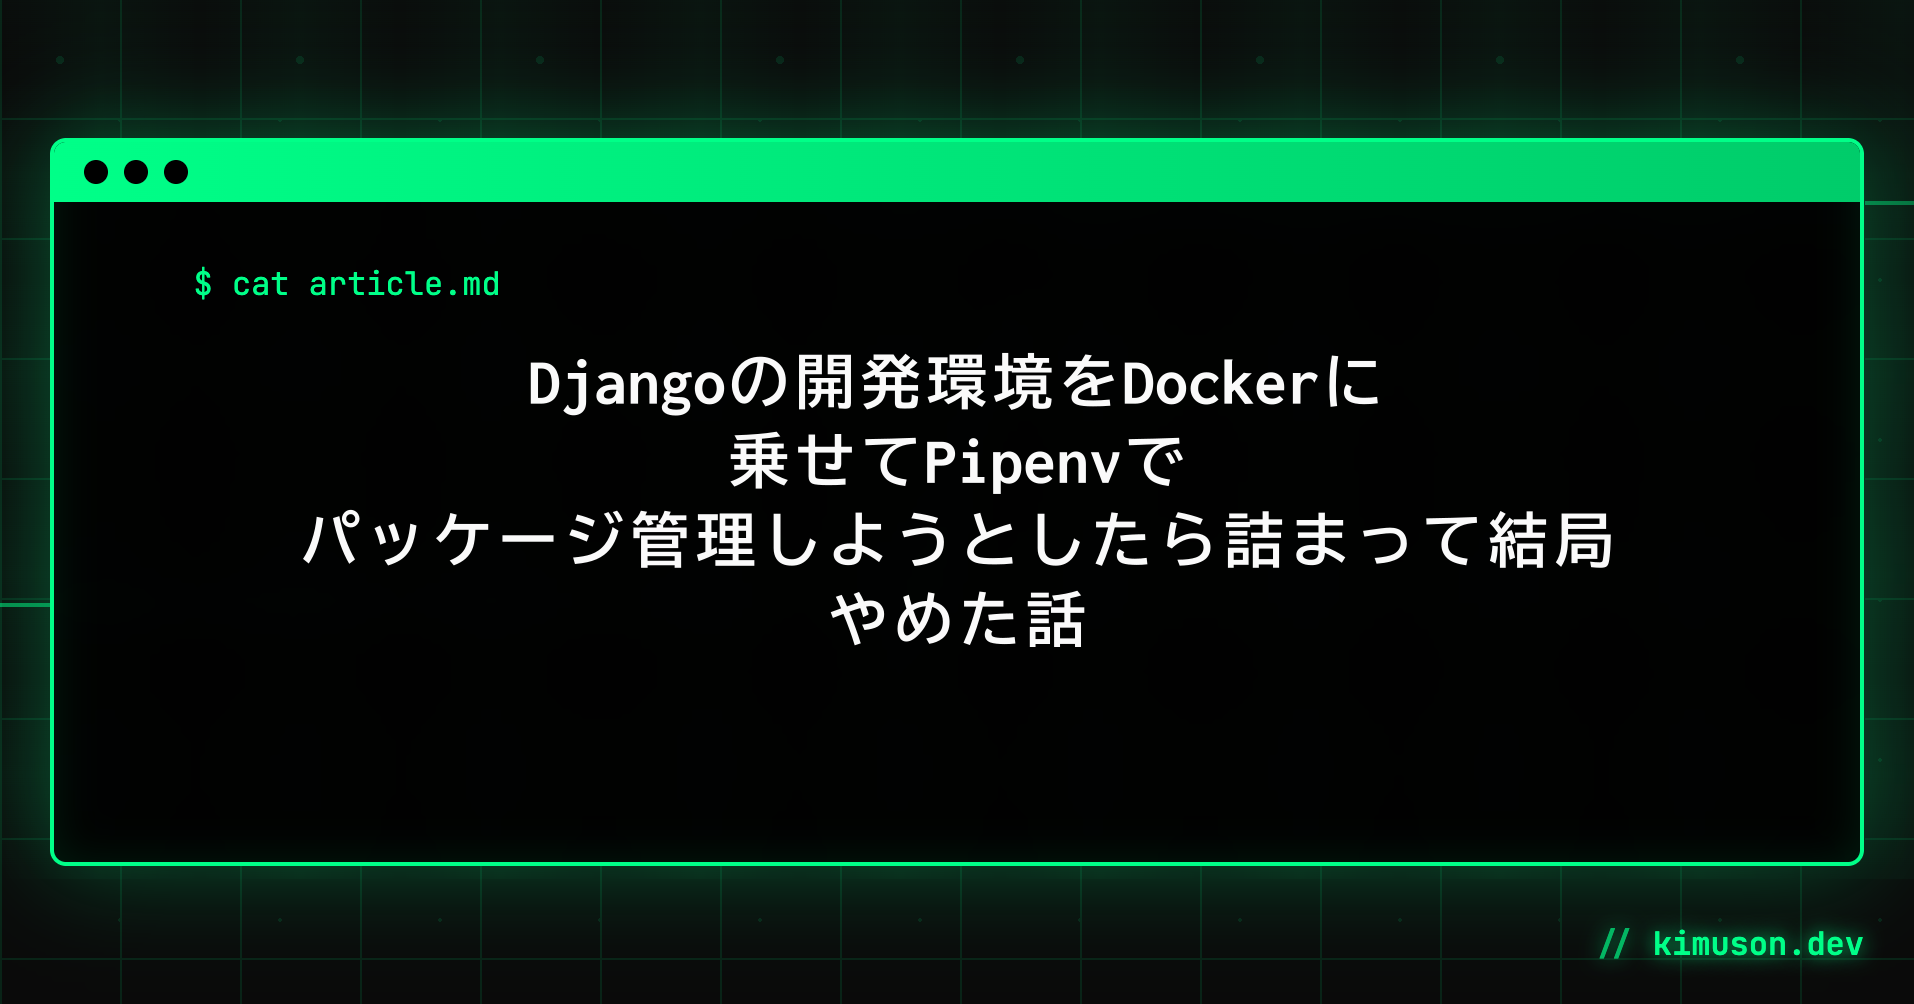 $ cat article.md
Djangoの開発環境をDockerに
乗せてPipenvで
パッケージ管理しようとしたら詰まって結局
やめた話
// kimuson.dev